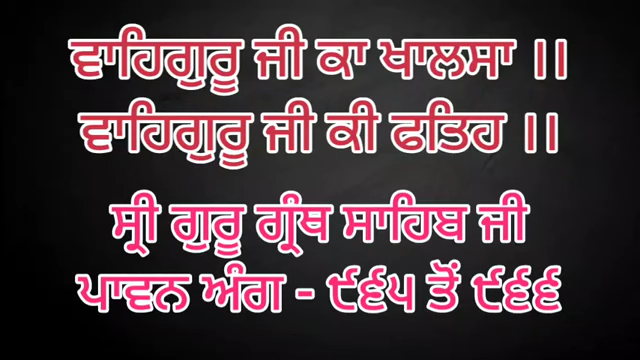 ਵਾਹਿਗੁਰੂ ਜੀ ਕਾ ਖਾਲਸਾ ।।
ਵਾਹਿਗੁਰੂ ਜੀ ਕੀ ਫਤਿਹ ।।
ਸ੍ਰੀ ਗੁਰੂ ਗ੍ਰੰਥ ਸਾਹਿਬ ਜੀ
ਪਾਵਨ ਅੰਗ - ੯੬੫ ਤੋਂ ੯੬੬